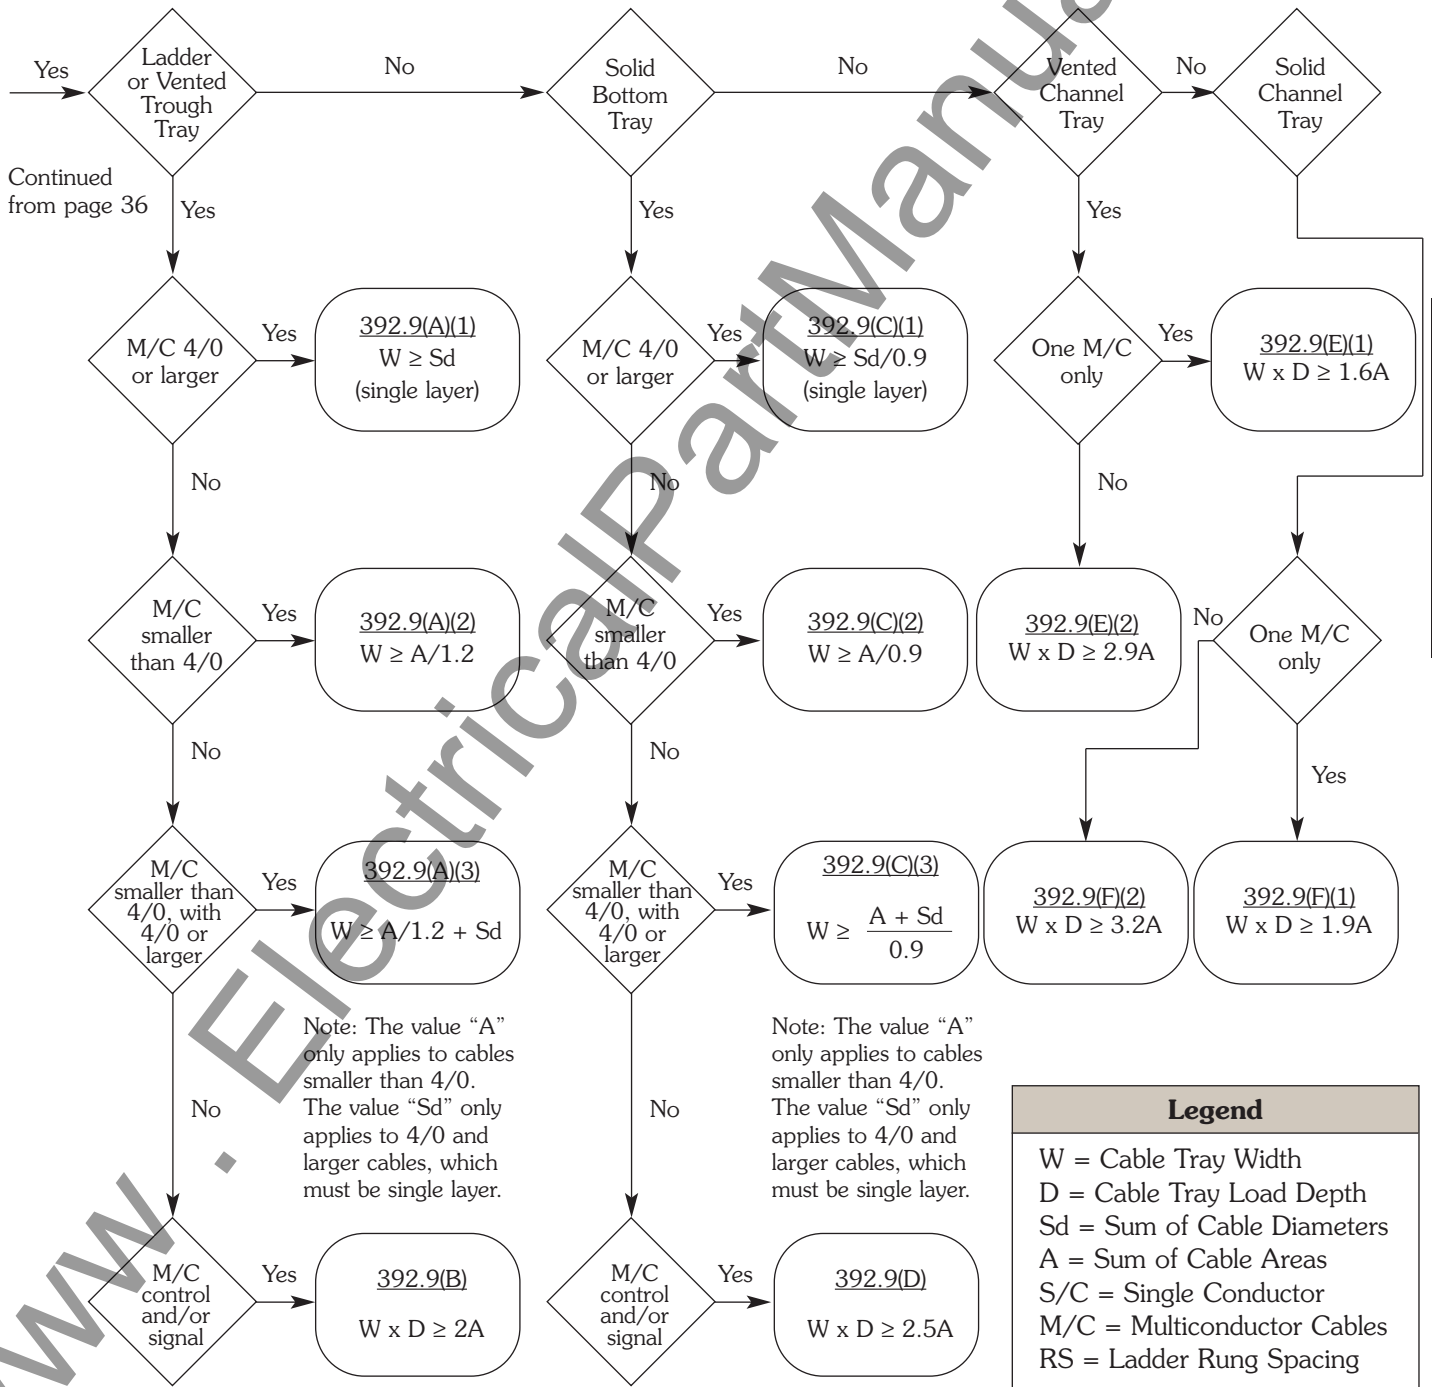 Yes
Ladder
or Vented
Trough
Tray
No
Solid
Bottom
Tray
No
Vented
Channel
Tray
No
Solid
Channel
Tray
Continued
from page 36
Yes
Yes
Yes
M/C 4/0
or larger
Yes
392.9(A)(1)
W ≥ Sd
(single layer)
M/C 4/0
or larger
Yes
392.9(C)(1)
W ≥ Sd/0.9
(single layer)
One M/C
only
Yes
392.9(E)(1)
W x D ≥ 1.6A
No
No
No
M/C
smaller
than 4/0
Yes
392.9(A)(2)
W ≥ A/1.2
M/C
smaller
than 4/0
Yes
392.9(C)(2)
W ≥ A/0.9
392.9(E)(2)
W x D ≥ 2.9A
No
One M/C
only
No
No
Yes
M/C
smaller than
4/0, with
4/0 or
larger
Yes
392.9(A)(3)
W ≥ A/1.2 + Sd
M/C
smaller than
4/0, with
4/0 or
larger
Yes
392.9(C)(3)
W ≥ A + Sd
0.9
392.9(F)(2)
W x D ≥ 3.2A
392.9(F)(1)
W x D ≥ 1.9A
No
Note: The value “A”
only applies to cables
smaller than 4/0.
The value “Sd” only
applies to 4/0 and
larger cables, which
must be single layer.
No
Note: The value “A”
only applies to cables
smaller than 4/0.
The value “Sd” only
applies to 4/0 and
larger cables, which
must be single layer.
M/C
control
and/or
signal
Yes
392.9(B)
W x D ≥ 2A
M/C
control
and/or
signal
Yes
392.9(D)
W x D ≥ 2.5A
Legend
W = Cable Tray Width
D = Cable Tray Load Depth
Sd = Sum of Cable Diameters
A = Sum of Cable Areas
S/C = Single Conductor
M/C = Multiconductor Cables
RS = Ladder Rung Spacing
www . ElectricalPartManua